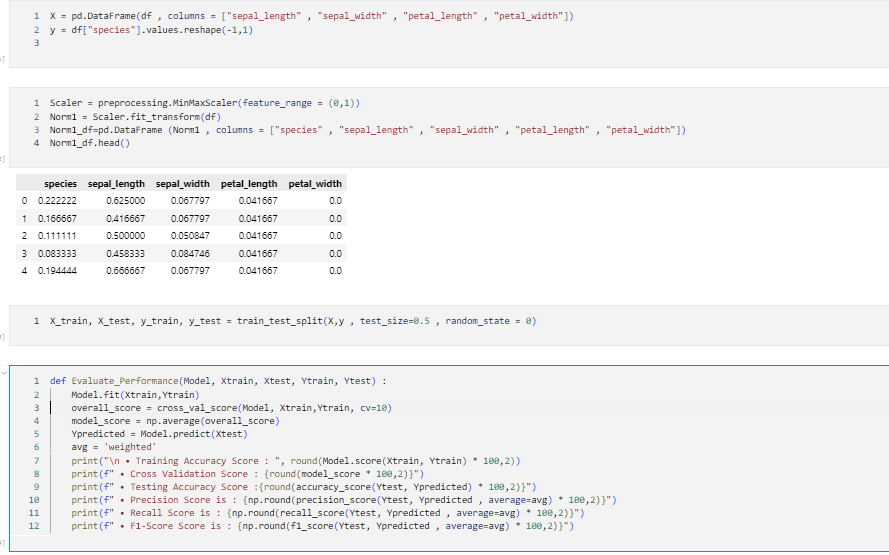 1 X = pd.DataFrame(df , columns = ["sepal_length" , "sepal_width" , "petal_length" , "petal_width"])
2 y = df["species"].values.reshape(-1,1)
3
1 Scaler = preprocessing.MinMaxScaler(feature_range = (0,1))
2 Norm1 = Scaler.fit_transform(df)
3 Norm1_df=pd.DataFrame (Norm1 , columns = ["species" , "sepal_length" , "sepal_width" , "petal_length" , "petal_width"])
4 Norm1_df.head()
species sepal_length sepal_width petal_length petal_width
0 0.222222 0.625000 0.067797 0.041667 0.0
1 0.166667 0.416667 0.067797 0.041667 0.0
2 0.111111 0.500000 0.050847 0.041667 0.0
3 0.083333 0.458333 0.084746 0.041667 0.0
4 0.194444 0.666667 0.067797 0.041667 0.0
1 X_train, X_test, y_train, y_test = train_test_split(X,y , test_size=0.5 , random_state = 0)
1 def Evaluate_Performance(Model, Xtrain, Xtest, Ytrain, Ytest) :
2 Model.fit(Xtrain,Ytrain)
3 overall_score = cross_val_score(Model, Xtrain,Ytrain, cv=10)
4 model_score = np.average(overall_score)
5 Ypredicted = Model.predict(Xtest)
6 avg = 'weighted'
7 print("\n • Training Accuracy Score : ", round(Model.score(Xtrain, Ytrain) * 100,2))
8 print(f" • Cross Validation Score : {round(model_score * 100,2)}")
9 print(f" • Testing Accuracy Score :{round(accuracy_score(Ytest, Ypredicted) * 100,2)}")
10 print(f" • Precision Score is : {np.round(precision_score(Ytest, Ypredicted , average=avg) * 100,2)}")
11 print(f" • Recall Score is : {np.round(recall_score(Ytest, Ypredicted , average=avg) * 100,2)}")
12 print(f" • F1-Score Score is : {np.round(f1_score(Ytest, Ypredicted , average=avg) * 100,2)}")